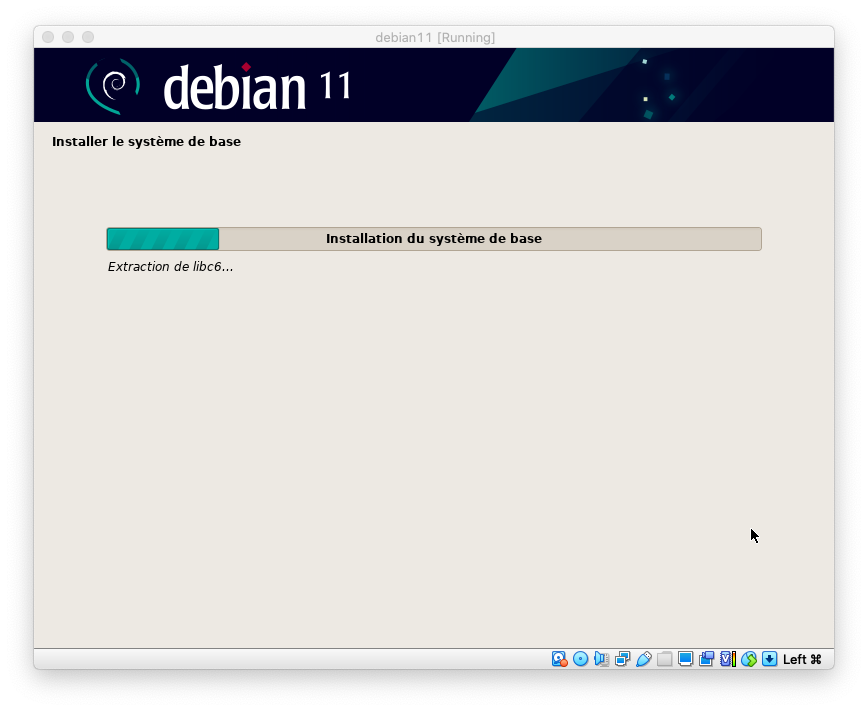 debian11 [Running]
debian 11
Installer le système de base
Installation du système de base
Extraction de libc6...
Left ⌘